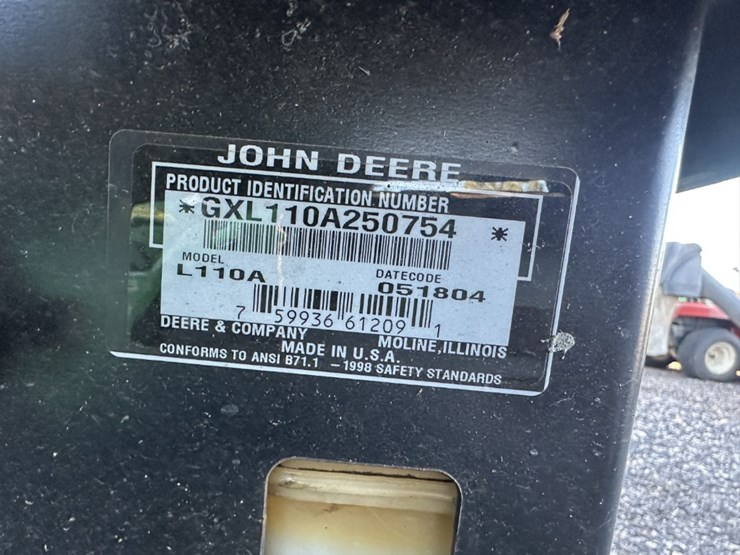 JOHN DEERE
PRODUCT IDENTIFICATION NUMBER
*GXL110A250754 *
MODEL DATECODE
L110A 051804
7 59936 61209 1
DEERE & COMPANY MOLINE, ILLINOIS
MADE IN U.S.A.
CONFORMS TO ANSI B71.1 – 1998 SAFETY STANDARDS